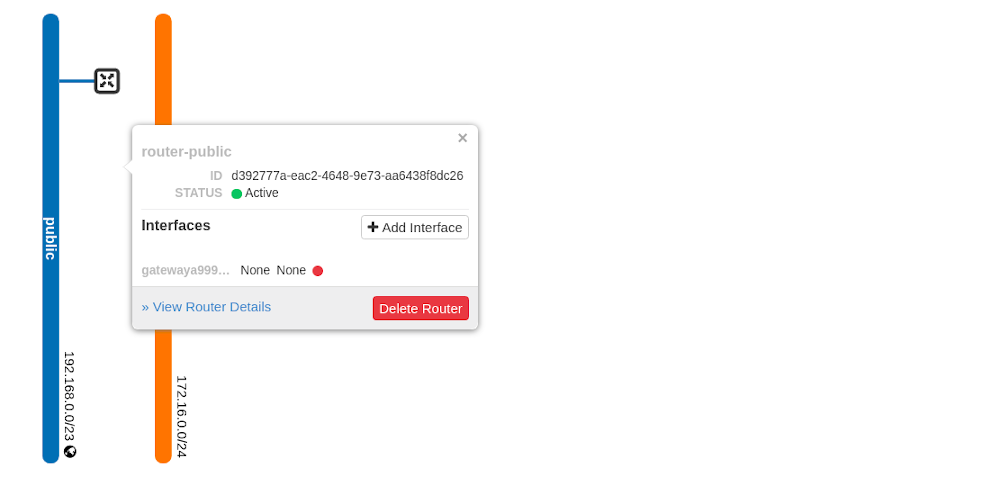 public
192.168.0.0/23
172.16.0.0/24
×
router-public
ID d392777a-eac2-4648-9e73-aa6438f8dc26
STATUS Active
Interfaces
Add Interface
gatewaya999... None None
» View Router Details
Delete Router